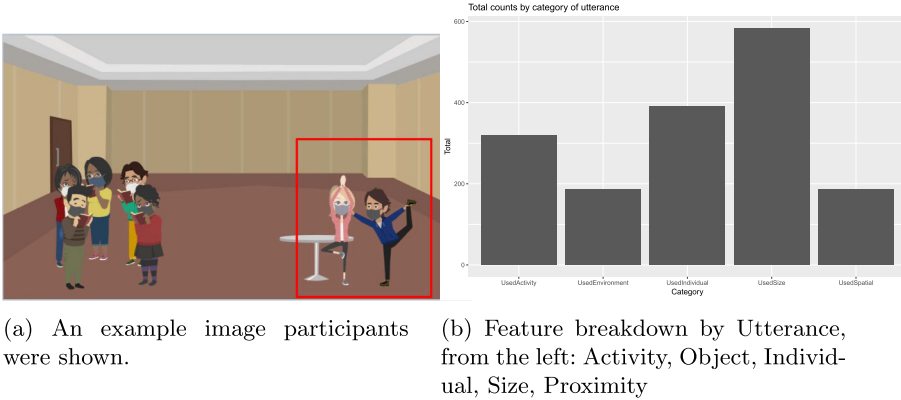 Total counts by category of utterance
600
400
200
0
Total
UsedActivity
UsedEnvironment
UsedIndividual
UsedSize
UsedSpatial
Category
(a) An example image participants
were shown.
(b) Feature breakdown by Utterance,
from the left: Activity, Object, Individ-
ual, Size, Proximity